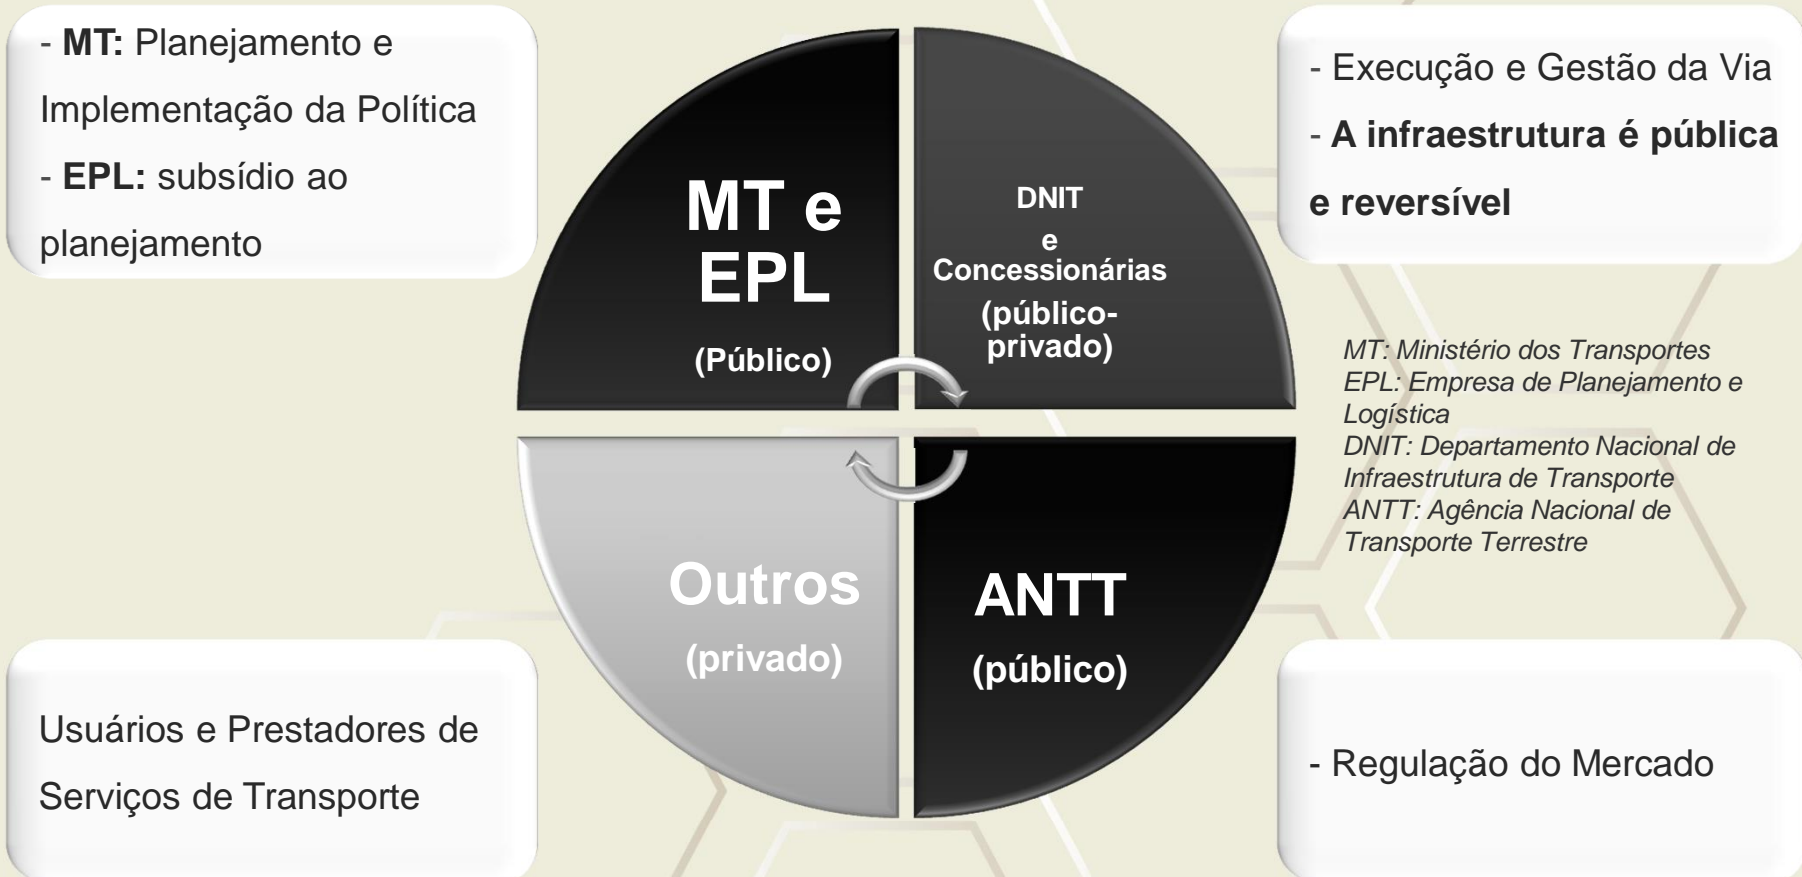 - MT: Planejamento e
Implementação da Política
- EPL: subsídio ao
planejamento
MT e
EPL
(Público)
DNIT
e
Concessionárias
(público-
privado)
- Execução e Gestão da Via
- A infraestrutura é pública
e reversível
MT: Ministério dos Transportes
EPL: Empresa de Planejamento e
Logística
DNIT: Departamento Nacional de
Infraestrutura de Transporte
ANTT: Agência Nacional de
Transporte Terrestre
Outros
(privado)
ANTT
(público)
Usuários e Prestadores de
Serviços de Transporte
- Regulação do Mercado